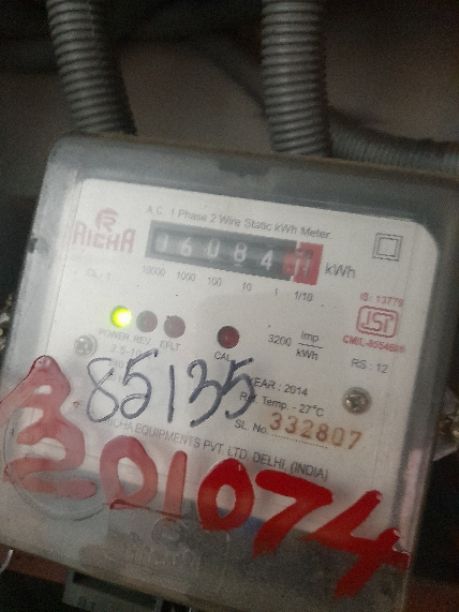 A.C. 1 Phase 2 Wire Static kWh Meter
RICHA
16084
kWh
10000 1000 100 10 1 1/10
IS: 13779
ISI
3200 Imp/kWh
POWER REV. E/FLT
CAL
RS : 12
85135
YEAR : 2014
Ref. Temp. - 27°C
SL. No. 332807
RICHA EQUIPMENTS PVT. LTD. DELHI, (INDIA)
301074